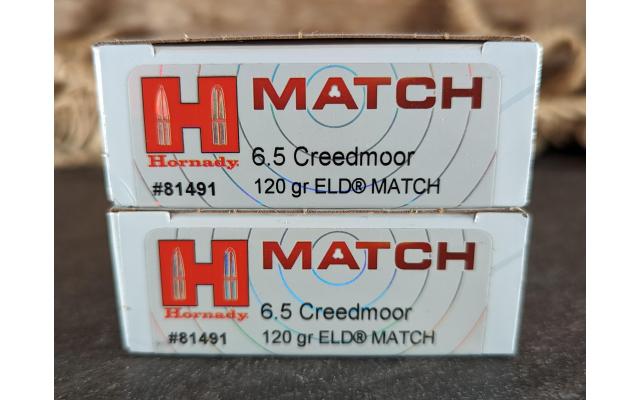 H MATCH
Hornady.
6.5 Creedmoor
#81491 120 gr ELD® MATCH
H MATCH
Hornady.
6.5 Creedmoor
#81491 120 gr ELD® MATCH